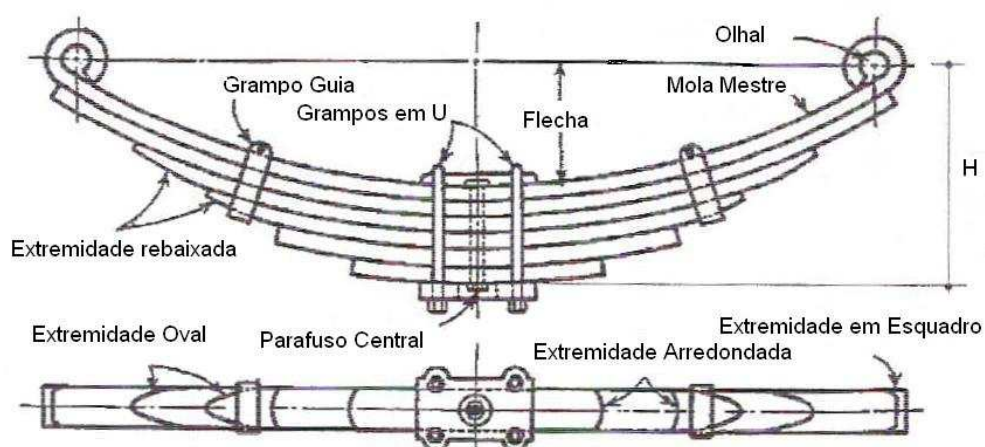 Olhal
Grampo Guia
Mola Mestre
Grampos em U
Flecha
H
Extremidade rebaixada
Extremidade Oval
Parafuso Central
Extremidade em Esquadro
Extremidade Arredondada